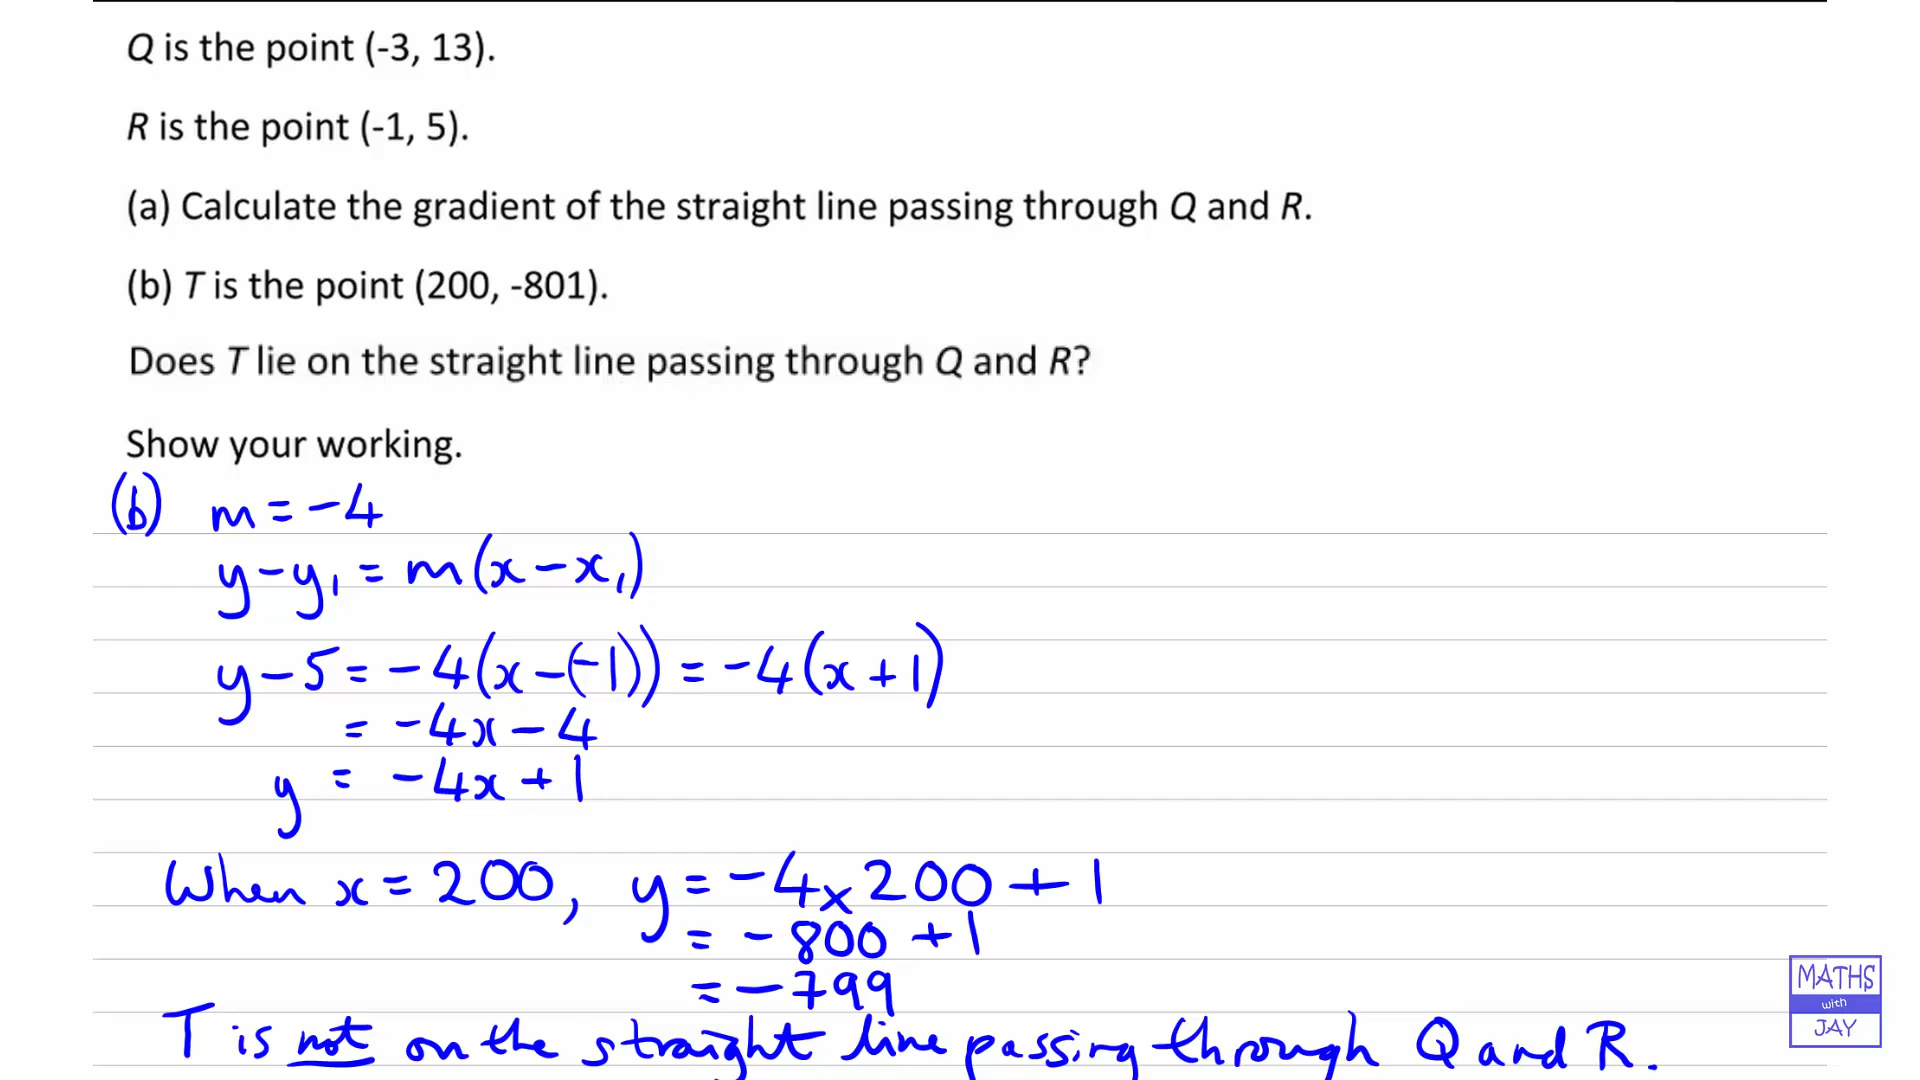 Q is the point (-3, 13).
R is the point (-1, 5).
(a) Calculate the gradient of the straight line passing through Q and R.
(b) T is the point (200, -801).
Does T lie on the straight line passing through Q and R?
Show your working.
(b) m = -4
y - y₁ = m(x - x₁)
y - 5 = -4(x - (-1)) = -4(x + 1)
= -4x - 4
y = -4x + 1
When x = 200, y = -4 × 200 + 1
= -800 + 1
= -799
T is not on the straight line passing through Q and R.
MATHS
with
JAY